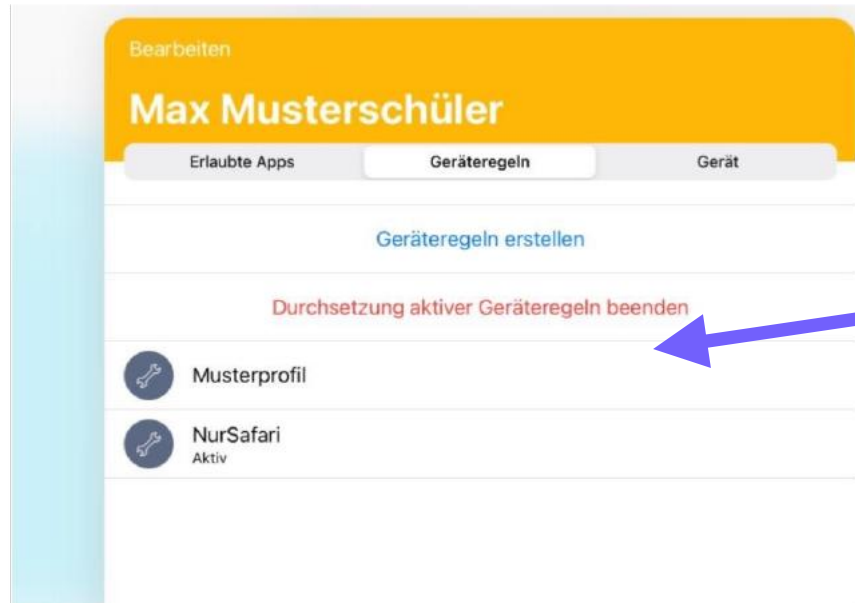 Bearbeiten
Max Musterschüler
Erlaubte Apps Geräteregeln Gerät
Geräteregeln erstellen
Durchsetzung aktiver Geräteregeln beenden
Musterprofil
NurSafari
Aktiv